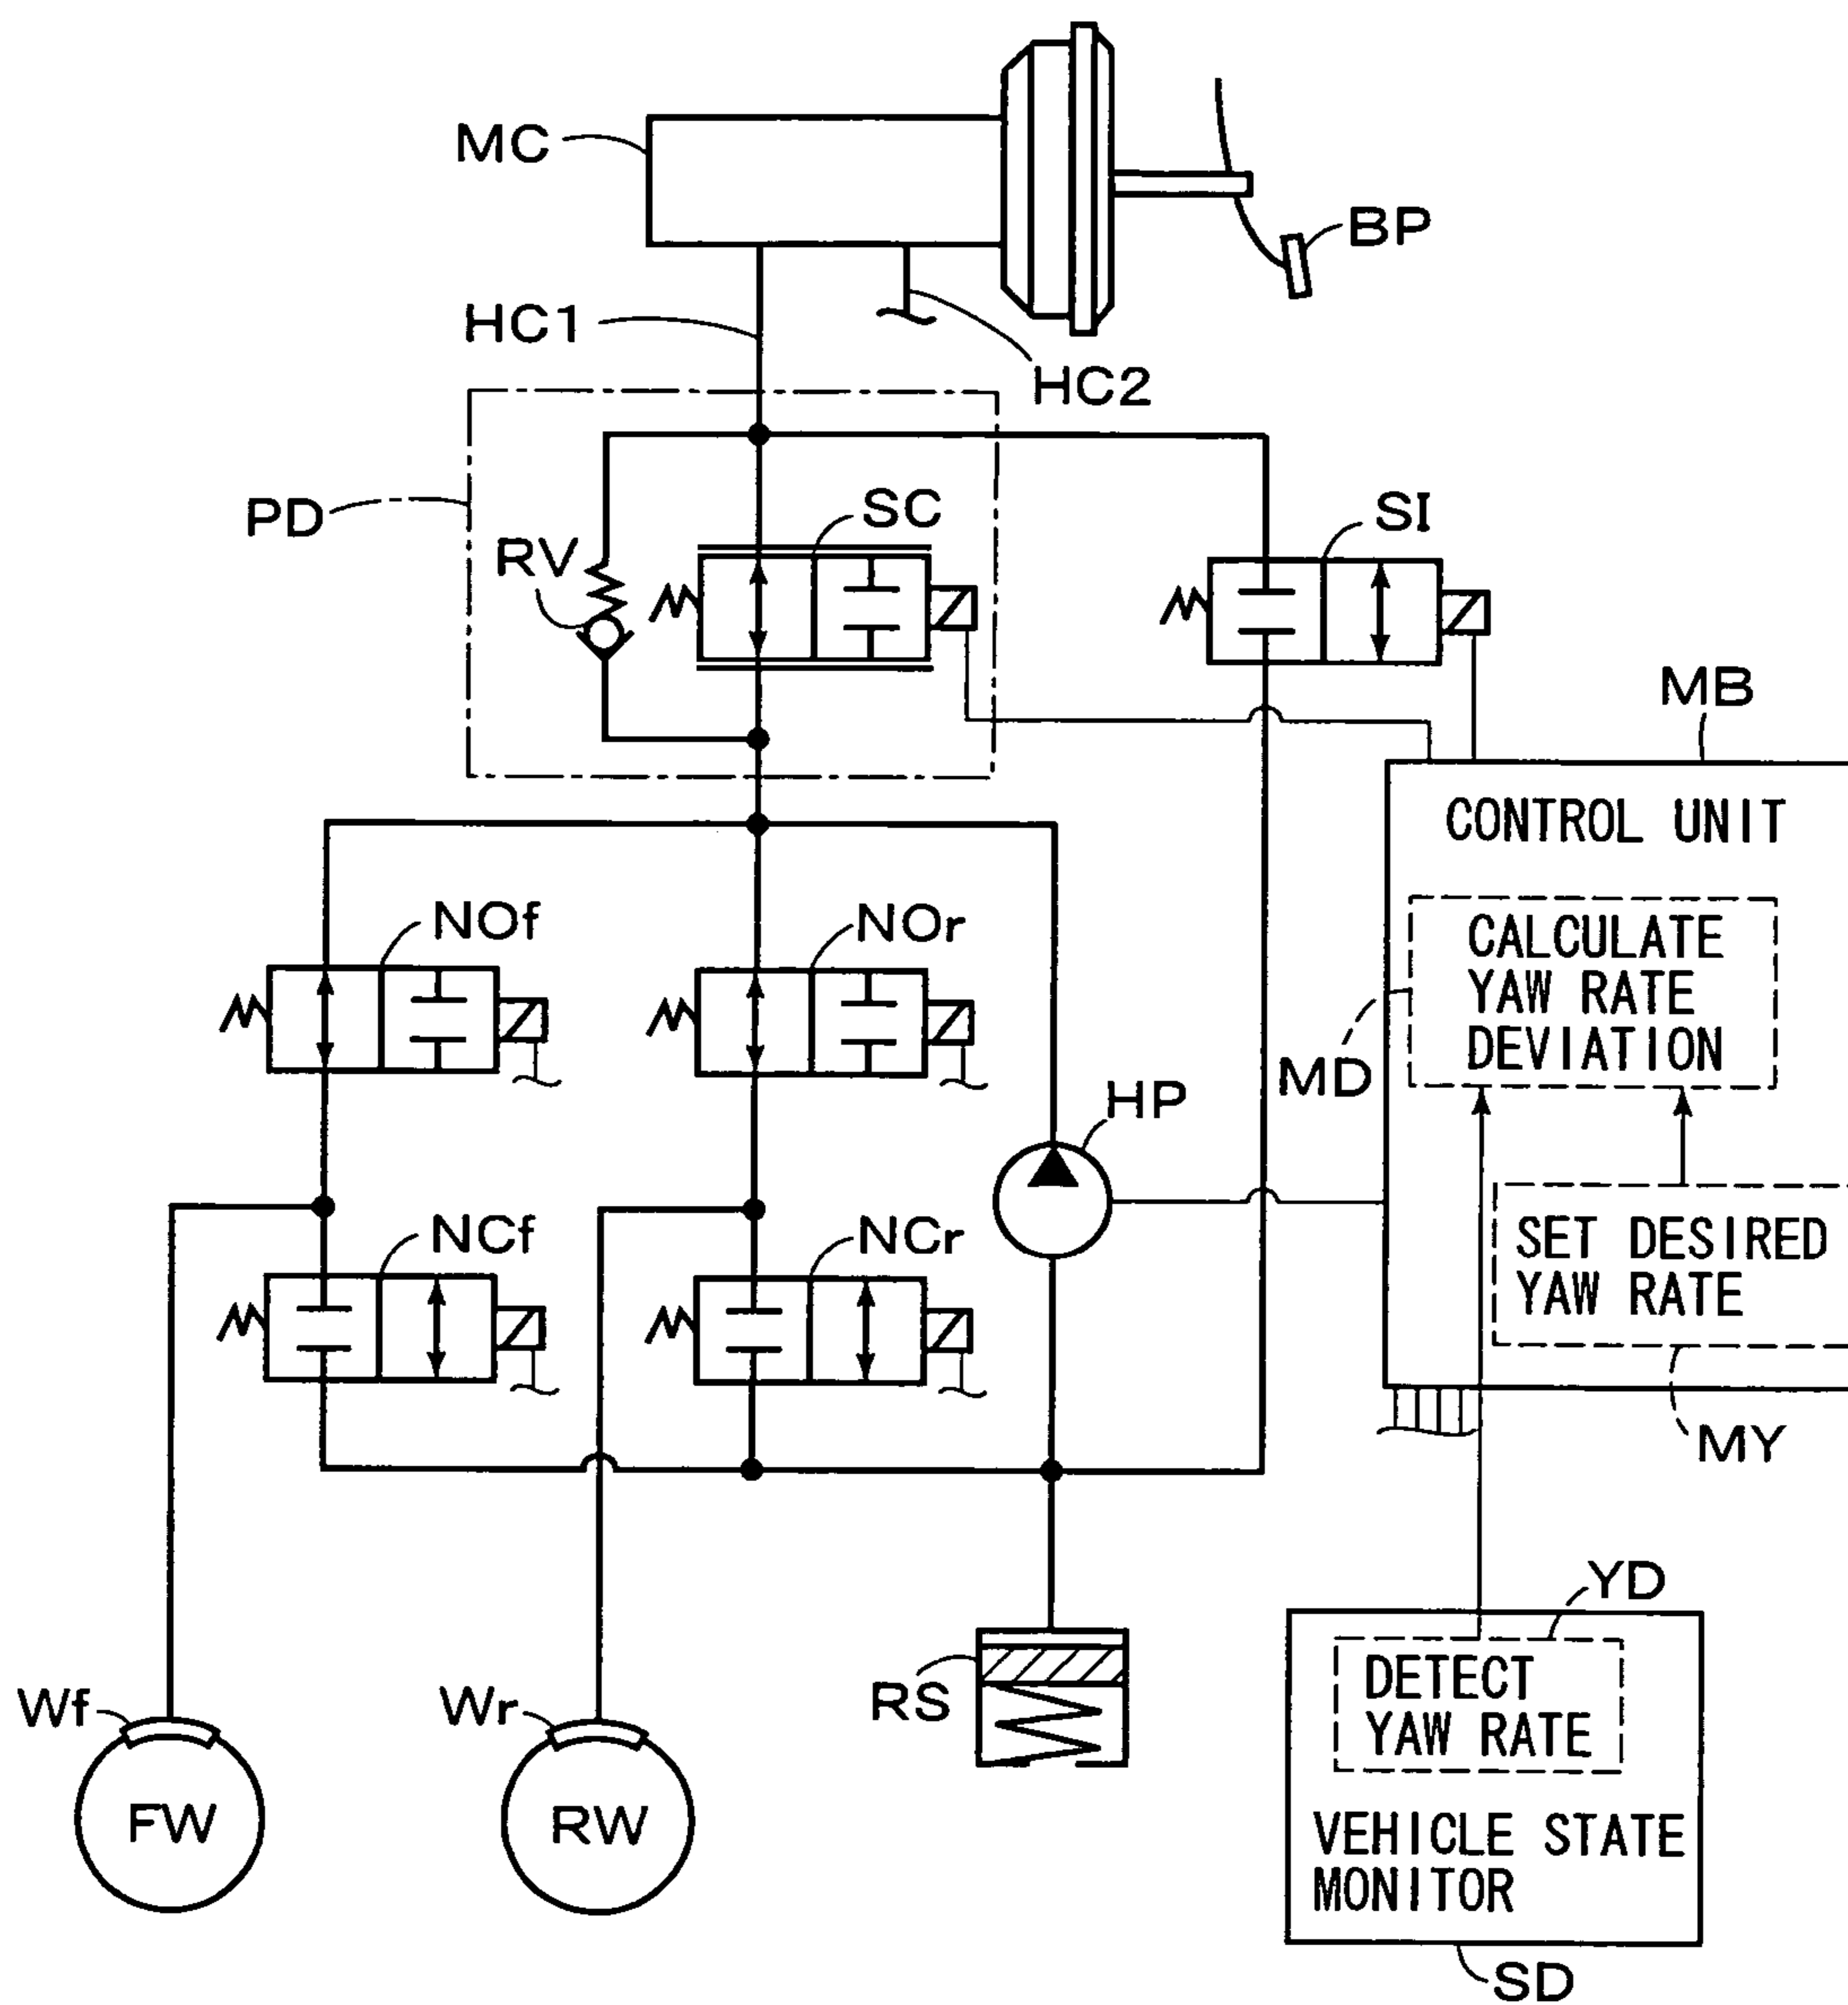 MC
BP
HC1
HC2
PD
SC
SI
RV
MB
CONTROL UNIT
NOf
NOr
CALCULATE
YAW RATE
DEVIATION
MD
HP
NCf
NCr
SET DESIRED
YAW RATE
MY
YD
Wf
Wr
RS
DETECT
YAW RATE
FW
RW
VEHICLE STATE
MONITOR
SD